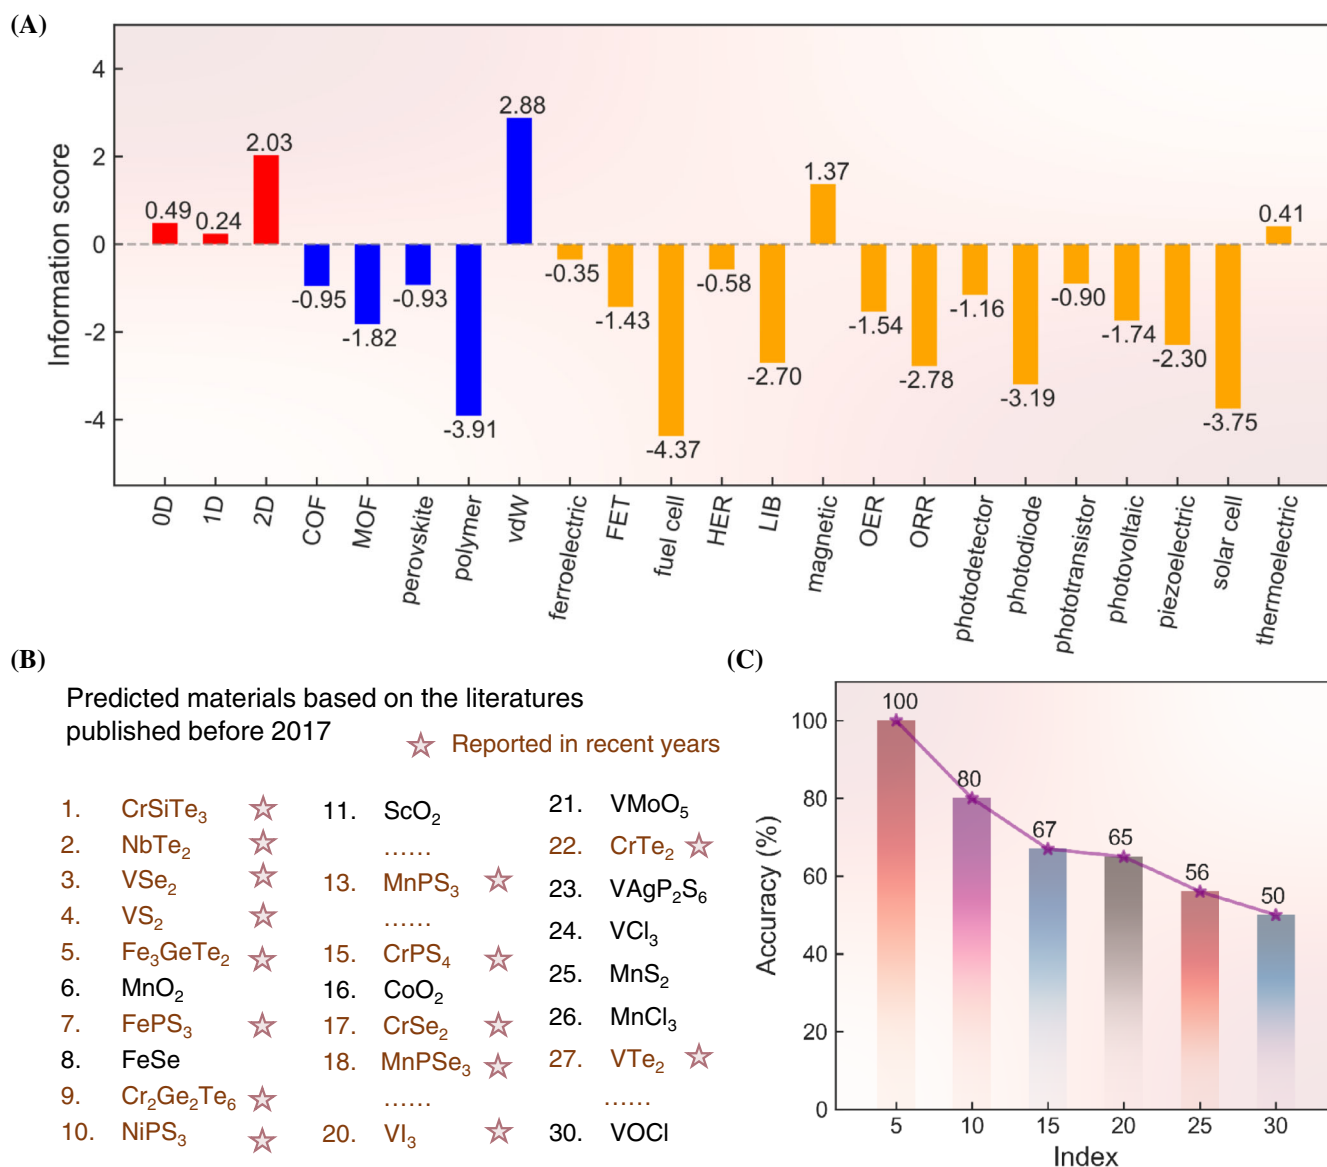 (A)
Information score
4
2
0
-2
-4
0.49
0.24
2.03
-0.95
-1.82
-0.93
-3.91
2.88
-0.35
-1.43
-4.37
-0.58
-2.70
1.37
-1.54
-2.78
-1.16
-3.19
-0.90
-1.74
-2.30
-3.75
0.41
0D
1D
2D
COF
MOF
perovskite
polymer
vdW
ferroelectric
FET
fuel cell
HER
LIB
magnetic
OER
ORR
photodetector
photodiode
phototransistor
photovoltaic
piezoelectric
solar cell
thermoelectric
(B)
Predicted materials based on the literatures
published before 2017
Reported in recent years
1. CrSiTe₃
2. NbTe₂
3. VSe₂
4. VS₂
5. Fe₃GeTe₂
6. MnO₂
7. FePS₃
8. FeSe
9. Cr₂Ge₂Te₆
10. NiPS₃
11. ScO₂
......
13. MnPS₃
......
15. CrPS₄
16. CoO₂
17. CrSe₂
18. MnPSe₃
......
20. VI₃
21. VMoO₅
22. CrTe₂
23. VAgP₂S₆
24. VCl₃
25. MnS₂
26. MnCl₃
27. VTe₂
......
30. VOCl
(C)
Accuracy (%)
100
80
60
40
20
0
100
80
67
65
56
50
5
10
15
20
25
30
Index